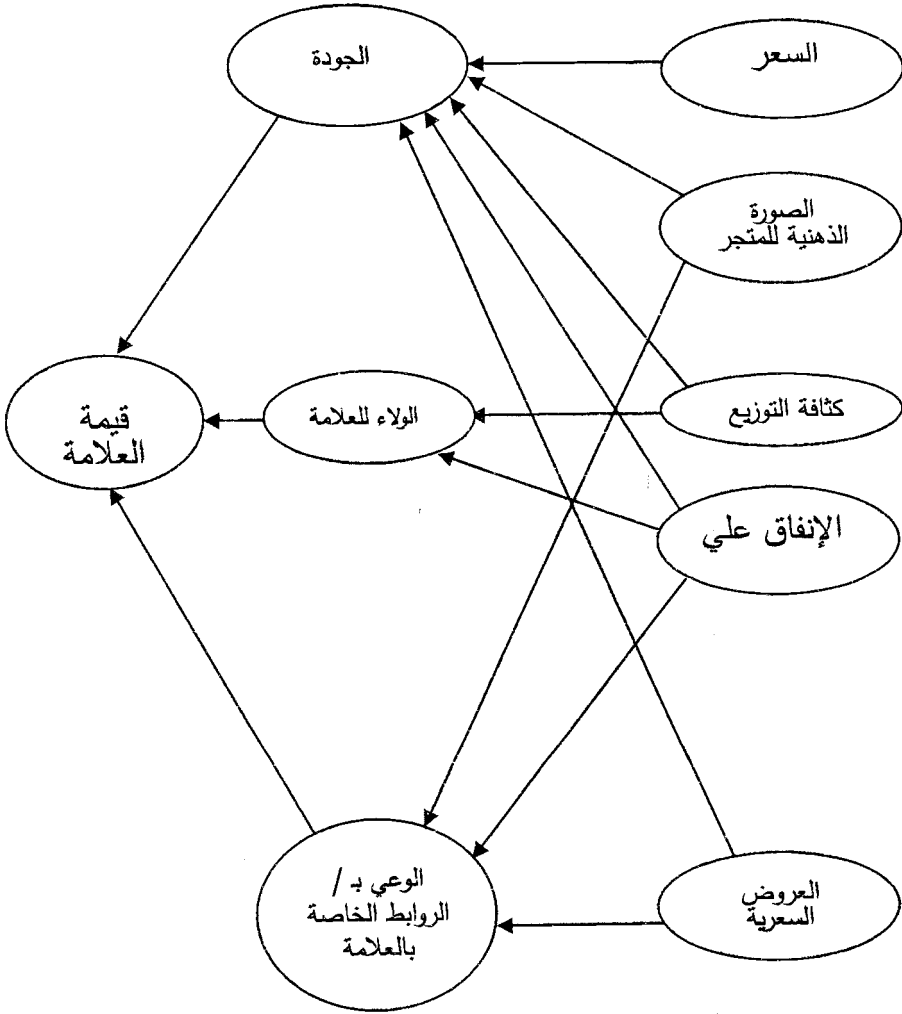 السعر
الجودة
الصورة
الذهنية للمتجر
كثافة التوزيع
الولاء للعلامة
قيمة
العلامة
الإنفاق علي
العروض
السعرية
الوعي بـ /
الروابط الخاصة
بالعلامة